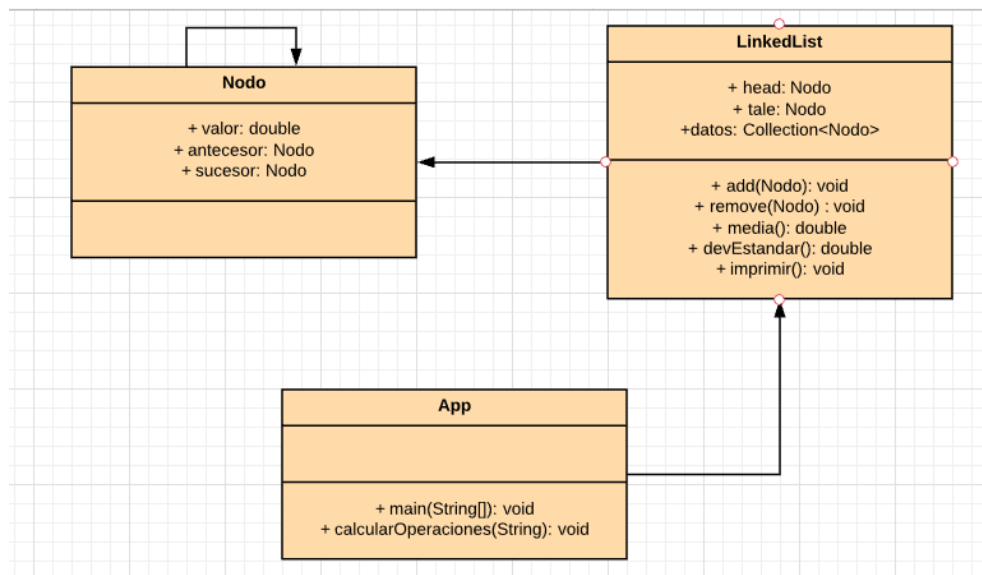 Nodo
+ valor: double
+ antecesor: Nodo
+ sucesor: Nodo
LinkedList
+ head: Nodo
+ tale: Nodo
+datos: Collection<Nodo>
+ add(Nodo): void
+ remove(Nodo) : void
+ media(): double
+ devEstandar(): double
+ imprimir(): void
App
+ main(String[]): void
+ calcularOperaciones(String): void